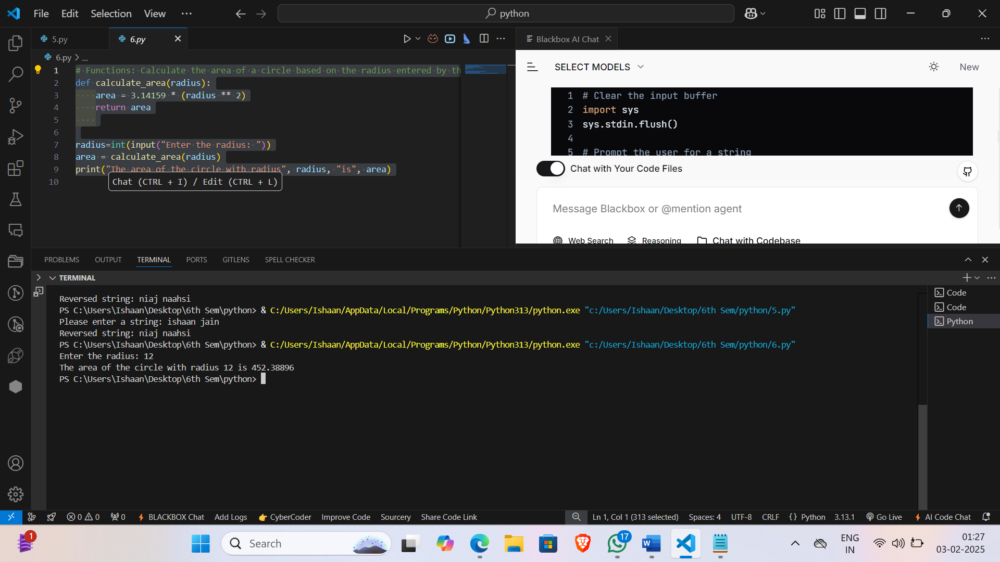 File Edit Selection View ··· python
5.py 6.py
Blackbox AI Chat
6.py > ...
1 # Functions: Calculate the area of a circle based on the radius entered by th
2 def calculate_area(radius):
3 area = 3.14159 * (radius ** 2)
4 return area
5
6
7 radius=int(input("Enter the radius: "))
8 area = calculate_area(radius)
9 print("The area of the circle with radius", radius, "is", area)
10
Chat (CTRL + I) / Edit (CTRL + L)
SELECT MODELS New
1 # Clear the input buffer
2 import sys
3 sys.stdin.flush()
4
5 # Prompt the user for a string
Chat with Your Code Files
Message Blackbox or @mention agent
Web Search Reasoning Chat with Codebase
PROBLEMS OUTPUT TERMINAL PORTS GITLENS SPELL CHECKER
TERMINAL
Reversed string: niaj naahsi
PS C:\Users\Ishaan\Desktop\6th Sem\python> & C:/Users/Ishaan/AppData/Local/Programs/Python/Python313/python.exe "c:/Users/Ishaan/Desktop/6th Sem/python/5.py"
Please enter a string: ishaan jain
Reversed string: niaj naahsi
PS C:\Users\Ishaan\Desktop\6th Sem\python> & C:/Users/Ishaan/AppData/Local/Programs/Python/Python313/python.exe "c:/Users/Ishaan/Desktop/6th Sem/python/6.py"
Enter the radius: 12
The area of the circle with radius 12 is 452.38896
PS C:\Users\Ishaan\Desktop\6th Sem\python>
Code
Code
Python
0 0 0 BLACKBOX Chat Add Logs CyberCoder Improve Code Sourcery Share Code Link Ln 1, Col 1 (313 selected) Spaces: 4 UTF-8 CRLF {} Python 3.13.1 Go Live AI Code Chat
1 Search 17 W ENG 01:27
IN 03-02-2025